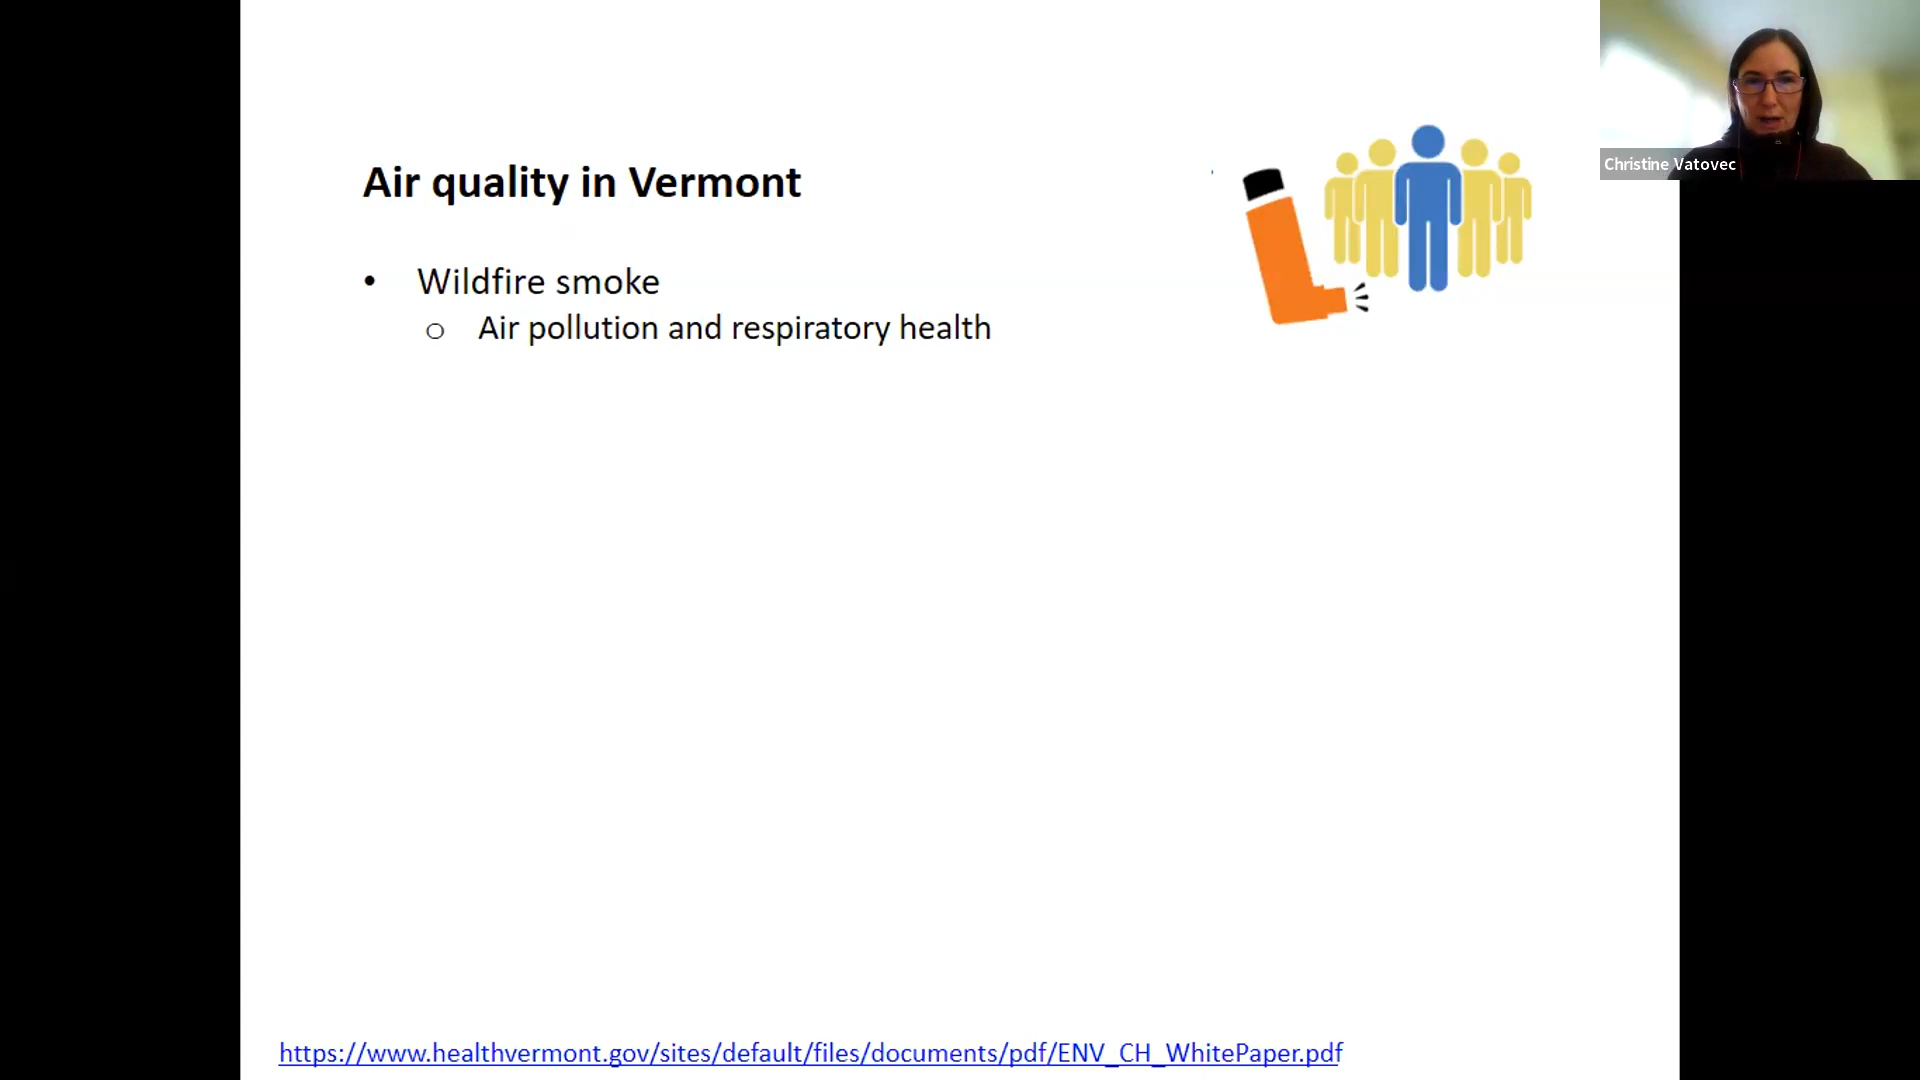 Air quality in Vermont
• Wildfire smoke
o Air pollution and respiratory health
https://www.healthvermont.gov/sites/default/files/documents/pdf/ENV_CH_WhitePaper.pdf
Christine Vatovec